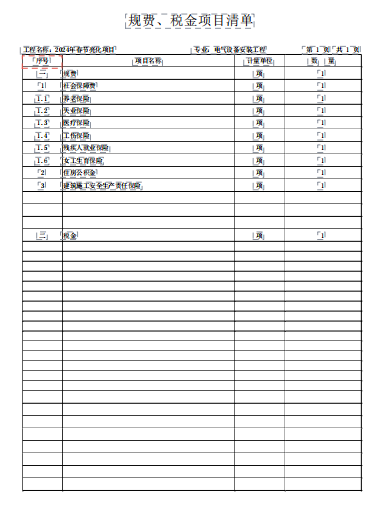 规费、税金项目清单
工程名称：2024年春节亮化项目 专业：电气设备安装工程 第 1 页 共 1 页
序号 项目名称 计量单位 数 量
一 规费 项 1
1 社会保障费 项 1
1.1 养老保险 项 1
1.2 失业保险 项 1
1.3 医疗保险 项 1
1.4 工伤保险 项 1
1.5 残疾人就业保险 项 1
1.6 女工生育保险 项 1
2 住房公积金 项 1
3 建筑施工安全生产责任保险 项 1
二 税金 项 1